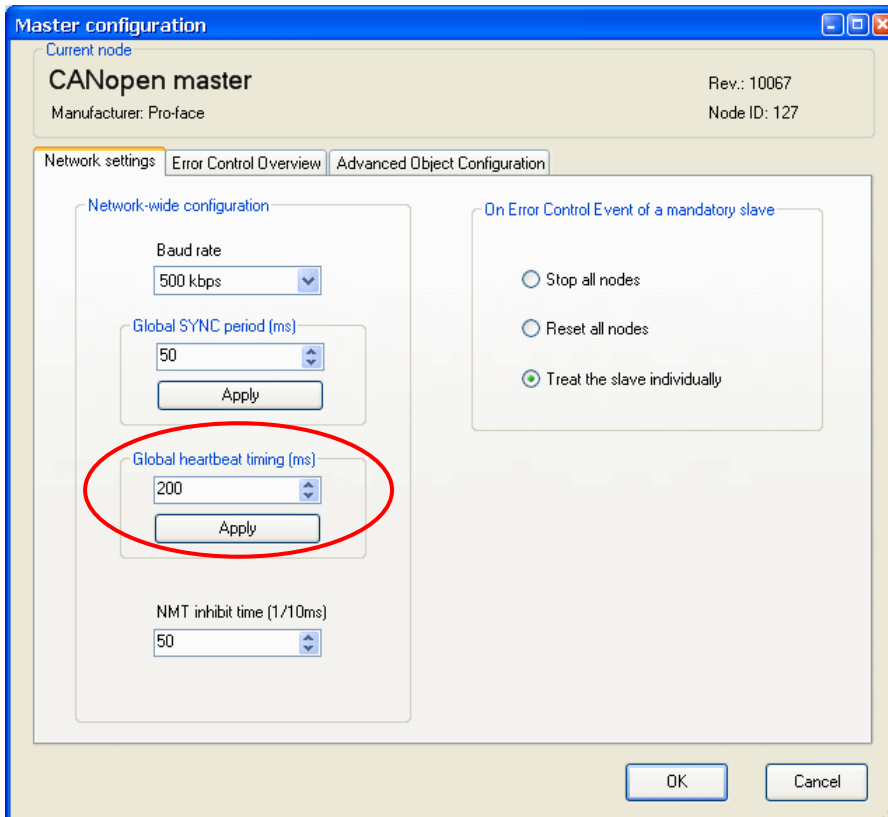 Master configuration
Current node
CANopen master
Rev.: 10067
Manufacturer: Pro-face
Node ID: 127
Network settings
Error Control Overview
Advanced Object Configuration
Network-wide configuration
Baud rate
500 kbps
Global SYNC period (ms)
50
Apply
Global heartbeat timing (ms)
200
Apply
NMT inhibit time (1/10ms)
50
On Error Control Event of a mandatory slave
Stop all nodes
Reset all nodes
Treat the slave individually
OK
Cancel